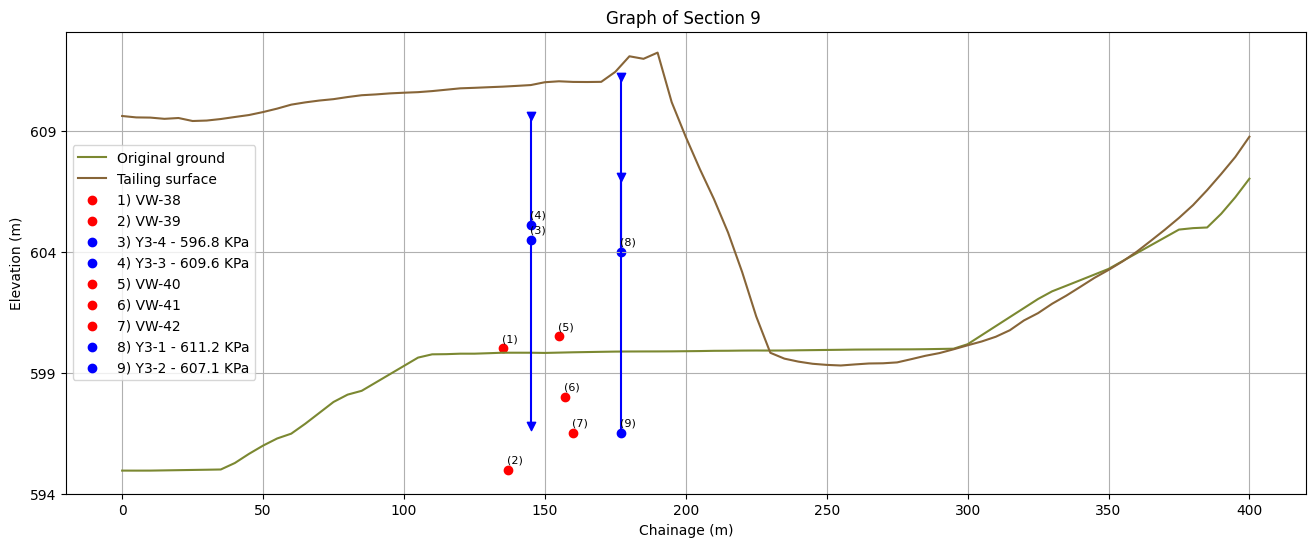 Graph of Section 9
Elevation (m)
609
604
599
594
Original ground
Tailing surface
1) VW-38
2) VW-39
3) Y3-4 - 596.8 KPa
4) Y3-3 - 609.6 KPa
5) VW-40
6) VW-41
7) VW-42
8) Y3-1 - 611.2 KPa
9) Y3-2 - 607.1 KPa
(4)
(3)
(8)
(1)
(5)
(6)
(7)
(9)
(2)
0 50 100 150 200 250 300 350 400
Chainage (m)